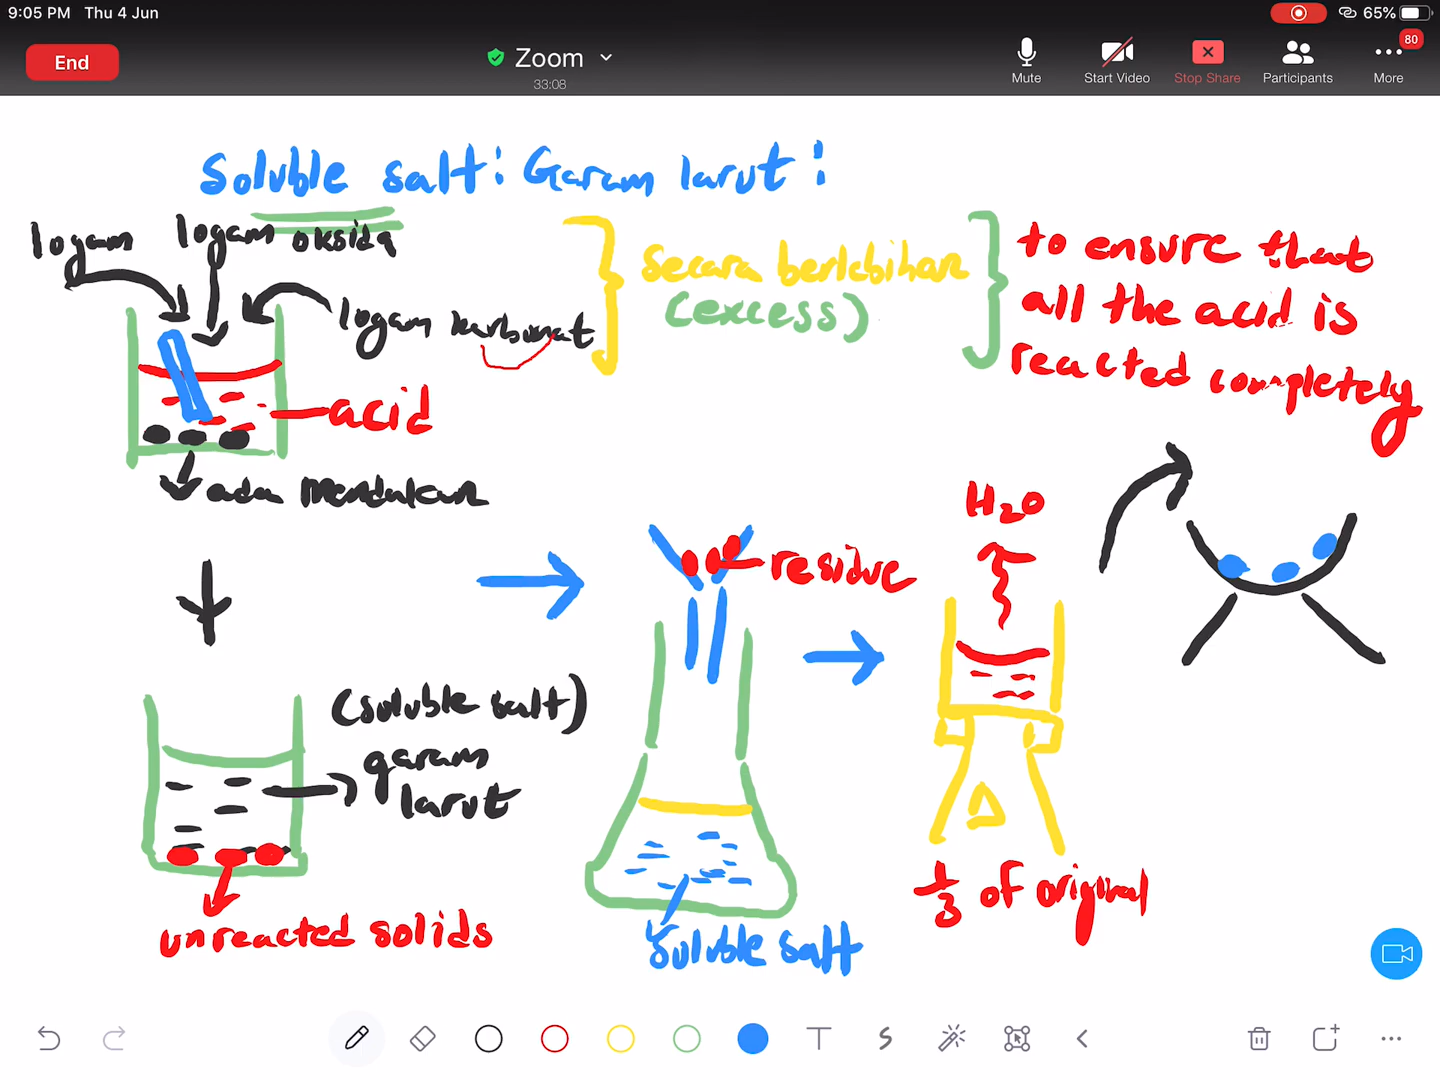 9:05 PM Thu 4 Jun
65%
End
Zoom
33:08
Mute
Start Video
Stop Share
Participants
80
More
Soluble salt: Garam larut:
logam
logam oksida
logam karbonat
secara berlebihan
(excess)
to ensure that
all the acid is
reacted completely
acid
ada mendakan
H2O
residue
(soluble salt)
garam
larut
unreacted solids
soluble salt
1/3 of original
T
S